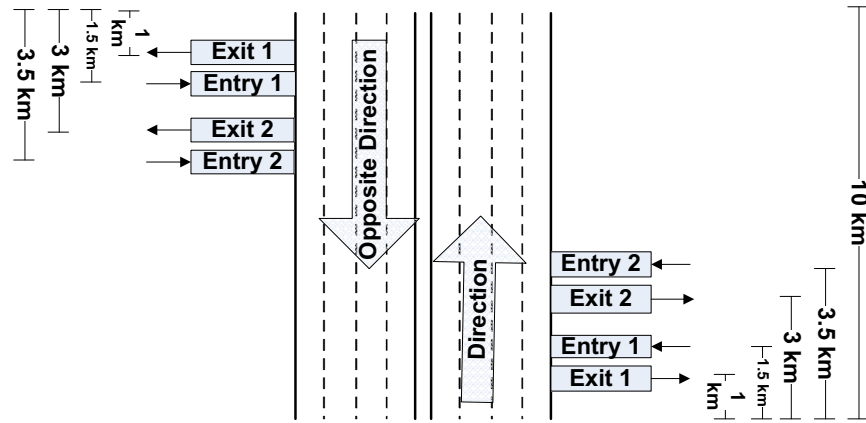 3.5 km
3 km
1.5 km
1 km
Exit 1
Entry 1
Exit 2
Entry 2
Opposite Direction
Direction
Entry 2
Exit 2
Entry 1
Exit 1
1 km
1.5 km
3 km
3.5 km
10 km